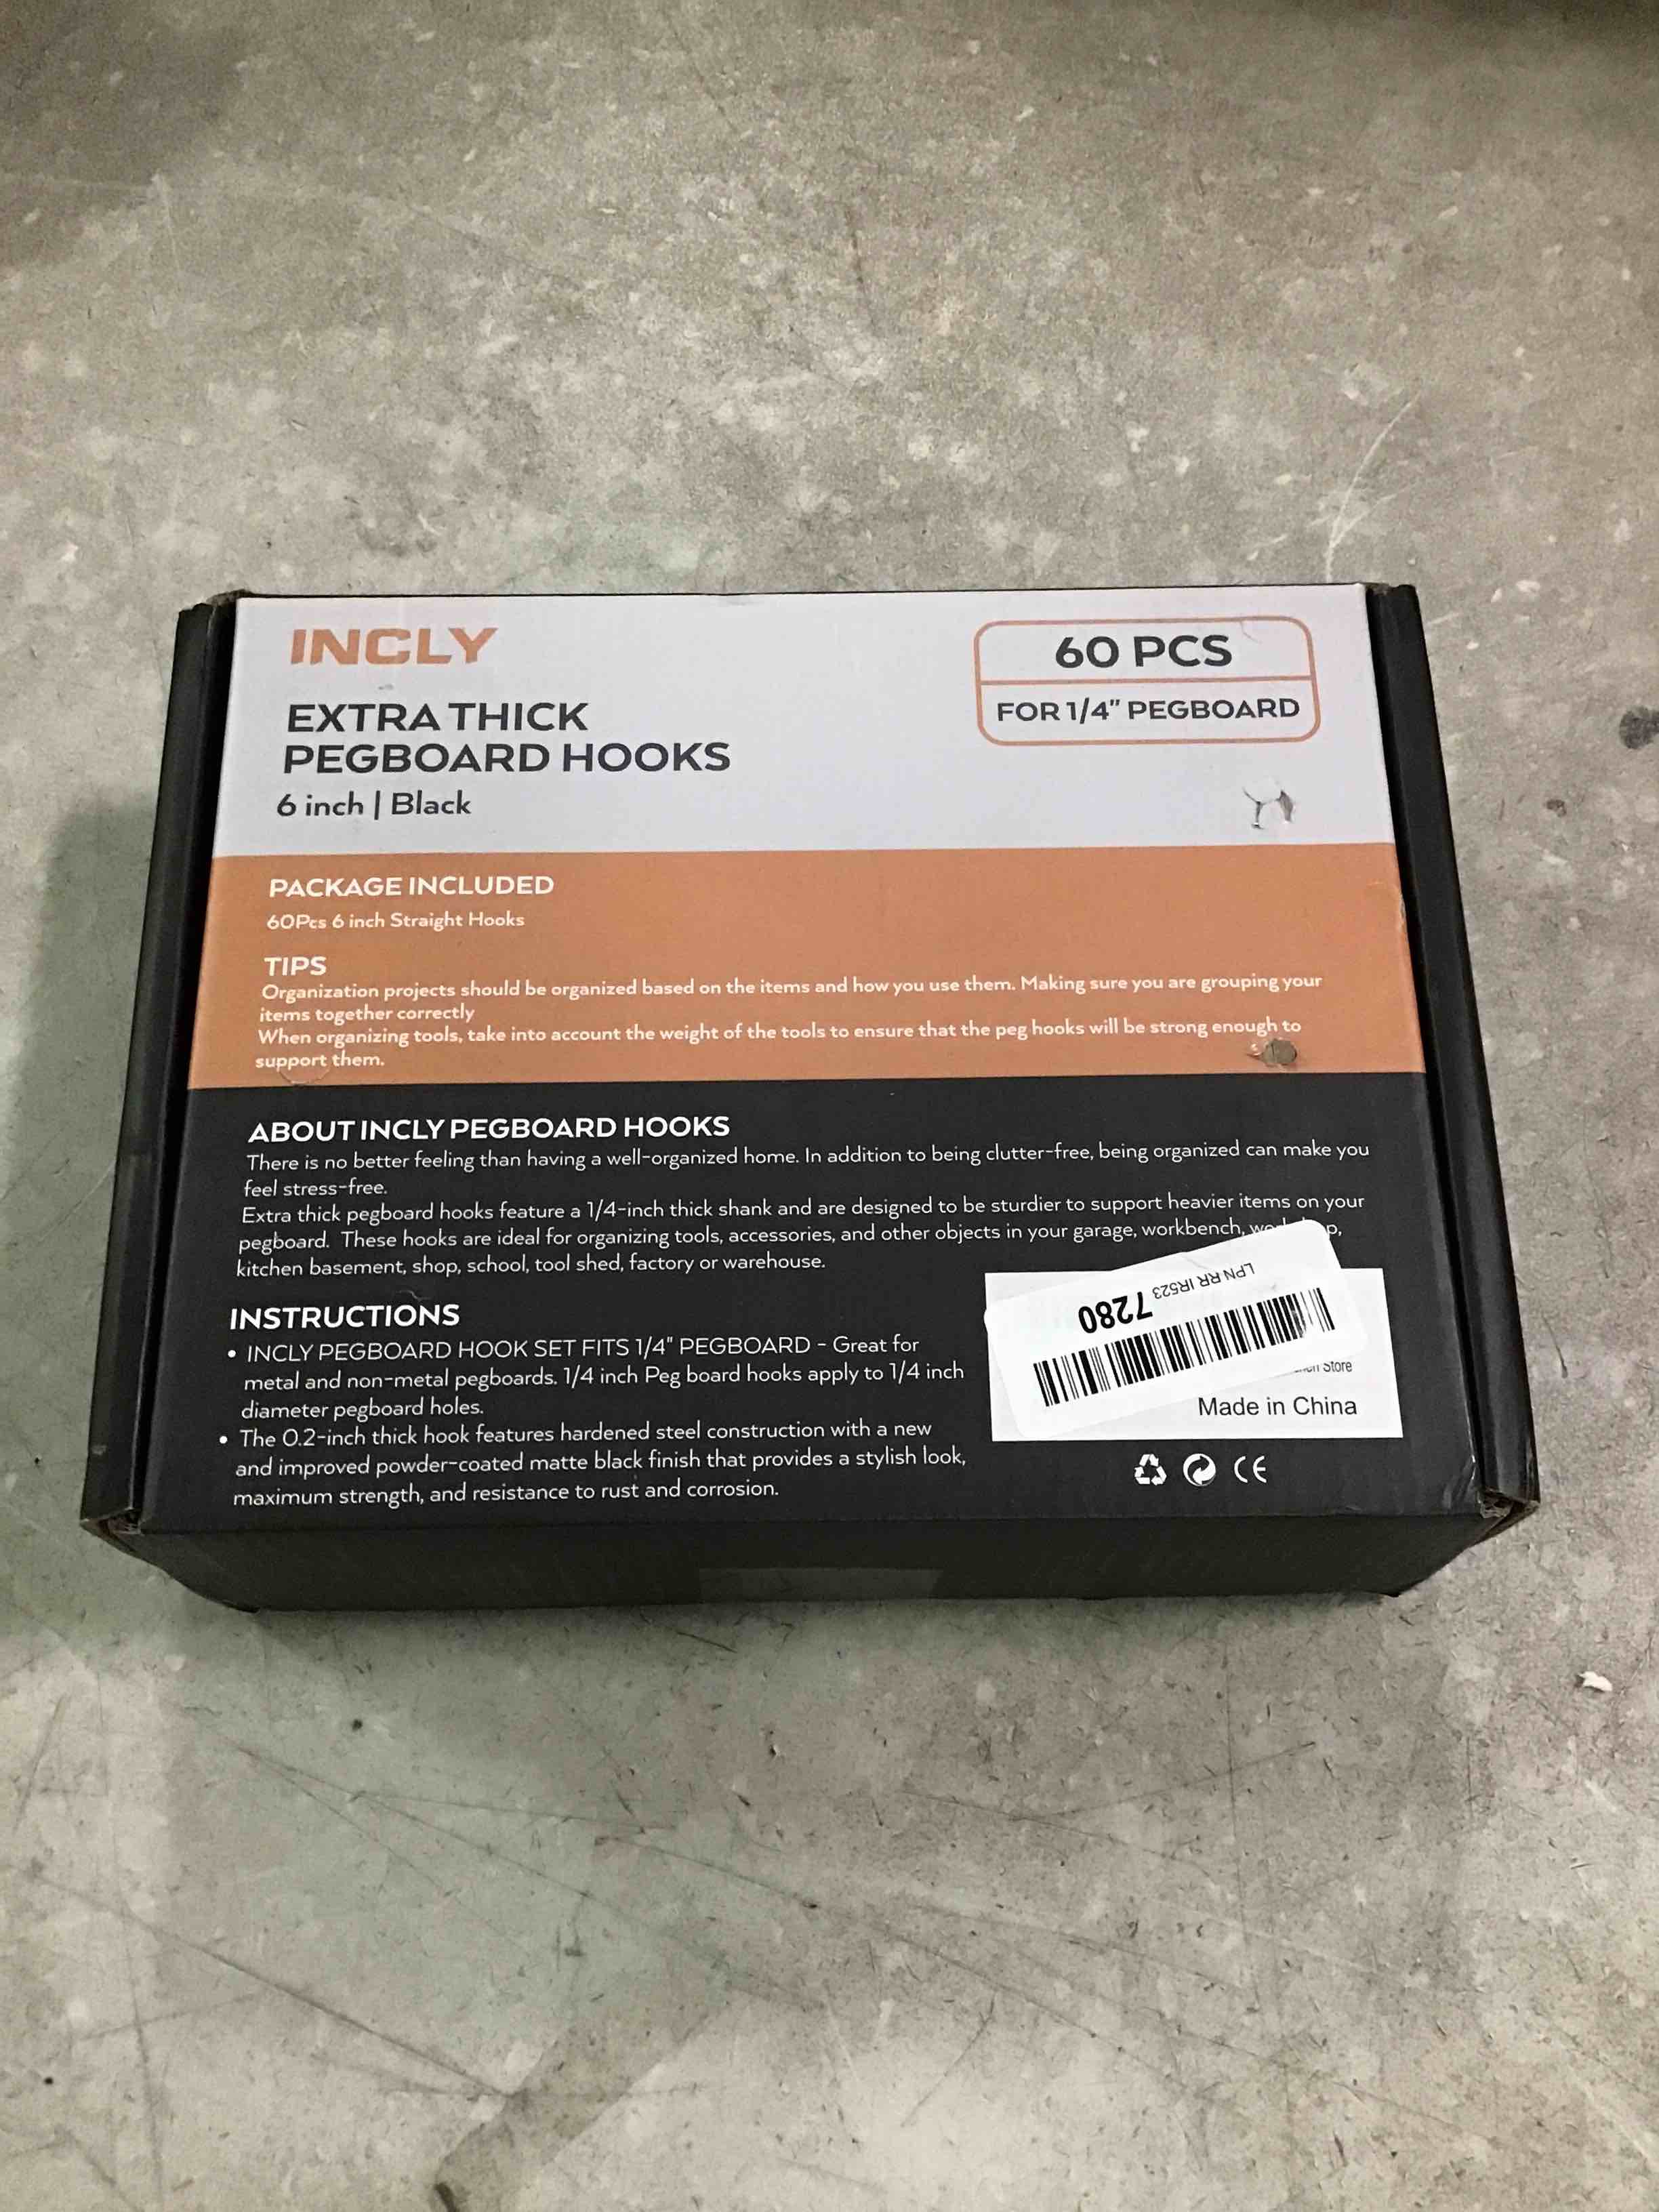 INCLY
EXTRA THICK
PEGBOARD HOOKS
6 inch | Black
60 PCS
FOR 1/4" PEGBOARD
PACKAGE INCLUDED
60Pcs 6 inch Straight Hooks
TIPS
Organization projects should be organized based on the items and how you use them. Making sure you are grouping your
items together correctly
When organizing tools, take into account the weight of the tools to ensure that the peg hooks will be strong enough to
support them.
ABOUT INCLY PEGBOARD HOOKS
There is no better feeling than having a well-organized home. In addition to being clutter-free, being organized can make you
feel stress-free.
Extra thick pegboard hooks feature a 1/4-inch thick shank and are designed to be sturdier to support heavier items on your
pegboard. These hooks are ideal for organizing tools, accessories, and other objects in your garage, workbench,
kitchen basement, shop, school, tool shed, factory or warehouse.
INSTRUCTIONS
• INCLY PEGBOARD HOOK SET FITS 1/4" PEGBOARD - Great for
metal and non-metal pegboards. 1/4 inch Peg board hooks apply to 1/4 inch
diameter pegboard holes.
• The 0.2-inch thick hook features hardened steel construction with a new
and improved powder-coated matte black finish that provides a stylish look,
maximum strength, and resistance to rust and corrosion.
LPN RR IR523 7280
Store
Made in China
CE